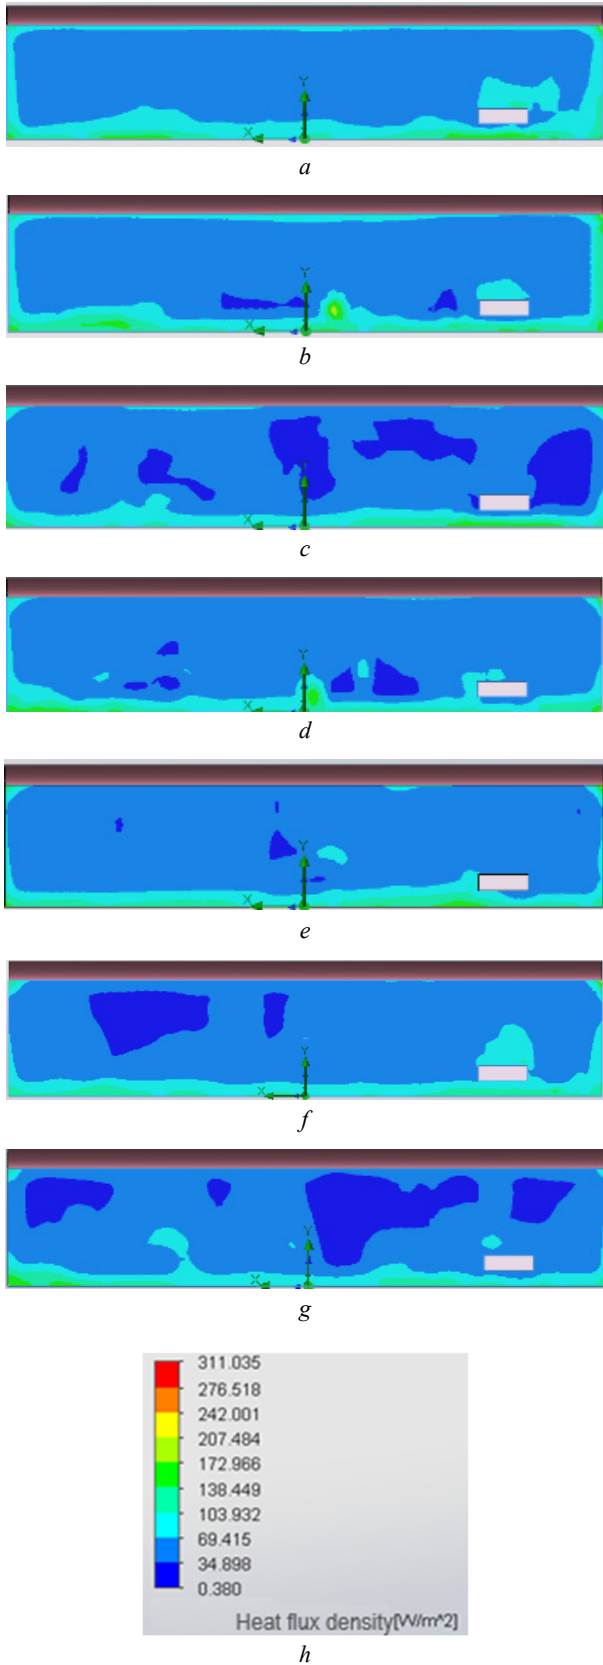 Y
X
a
Y
X
b
Y
X
c
Y
X
d
Y
X
e
Y
X
f
Y
X
g
311.035
276.518
242.001
207.484
172.966
138.449
103.932
69.415
34.898
0.380
Heat flux density[W/m^2]
h